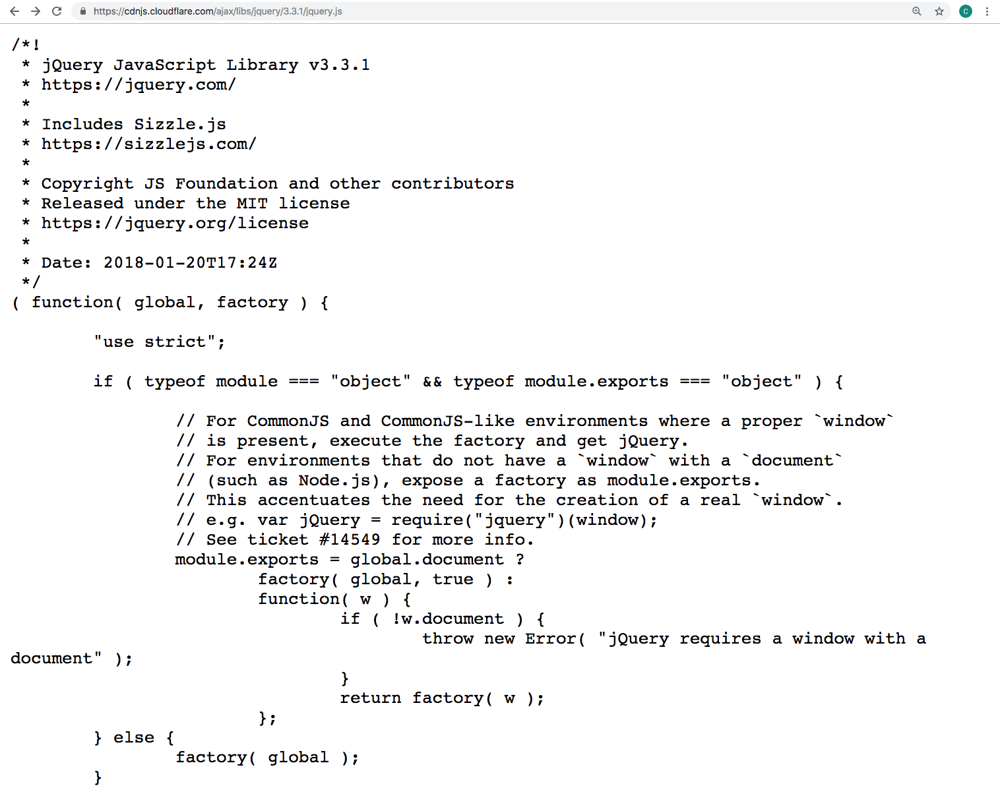 https://cdnjs.cloudflare.com/ajax/libs/jquery/3.3.1/jquery.js
C
/*!
 * jQuery JavaScript Library v3.3.1
 * https://jquery.com/
 *
 * Includes Sizzle.js
 * https://sizzlejs.com/
 *
 * Copyright JS Foundation and other contributors
 * Released under the MIT license
 * https://jquery.org/license
 *
 * Date: 2018-01-20T17:24Z
 */
( function( global, factory ) {

	"use strict";

	if ( typeof module === "object" && typeof module.exports === "object" ) {

		// For CommonJS and CommonJS-like environments where a proper `window`
		// is present, execute the factory and get jQuery.
		// For environments that do not have a `window` with a `document`
		// (such as Node.js), expose a factory as module.exports.
		// This accentuates the need for the creation of a real `window`.
		// e.g. var jQuery = require("jquery")(window);
		// See ticket #14549 for more info.
		module.exports = global.document ?
			factory( global, true ) :
			function( w ) {
				if ( !w.document ) {
					throw new Error( "jQuery requires a window with a
document" );
				}
				return factory( w );
			};
	} else {
		factory( global );
	}